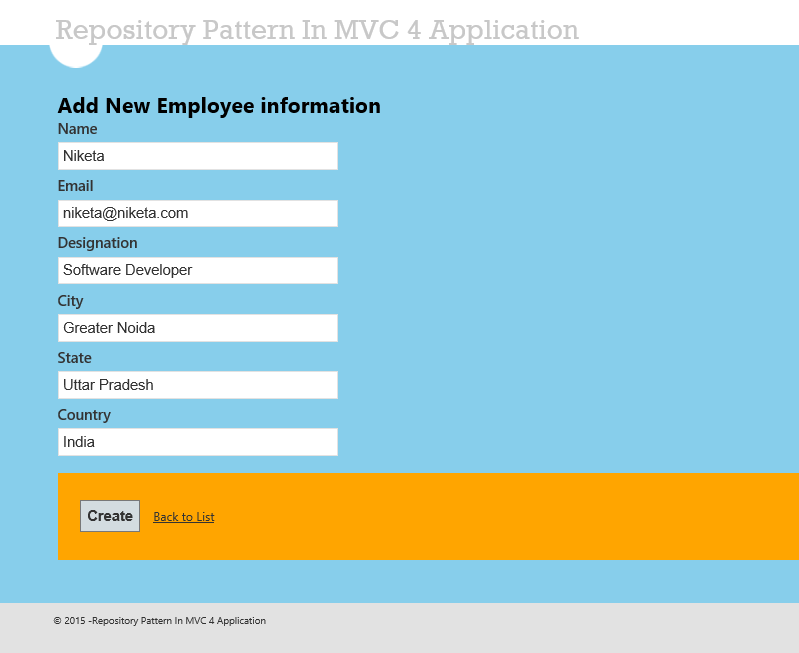 Repository Pattern In MVC 4 Application
Add New Employee information
Name
Niketa
Email
niketa@niketa.com
Designation
Software Developer
City
Greater Noida
State
Uttar Pradesh
Country
India
Create Back to List
© 2015 -Repository Pattern In MVC 4 Application